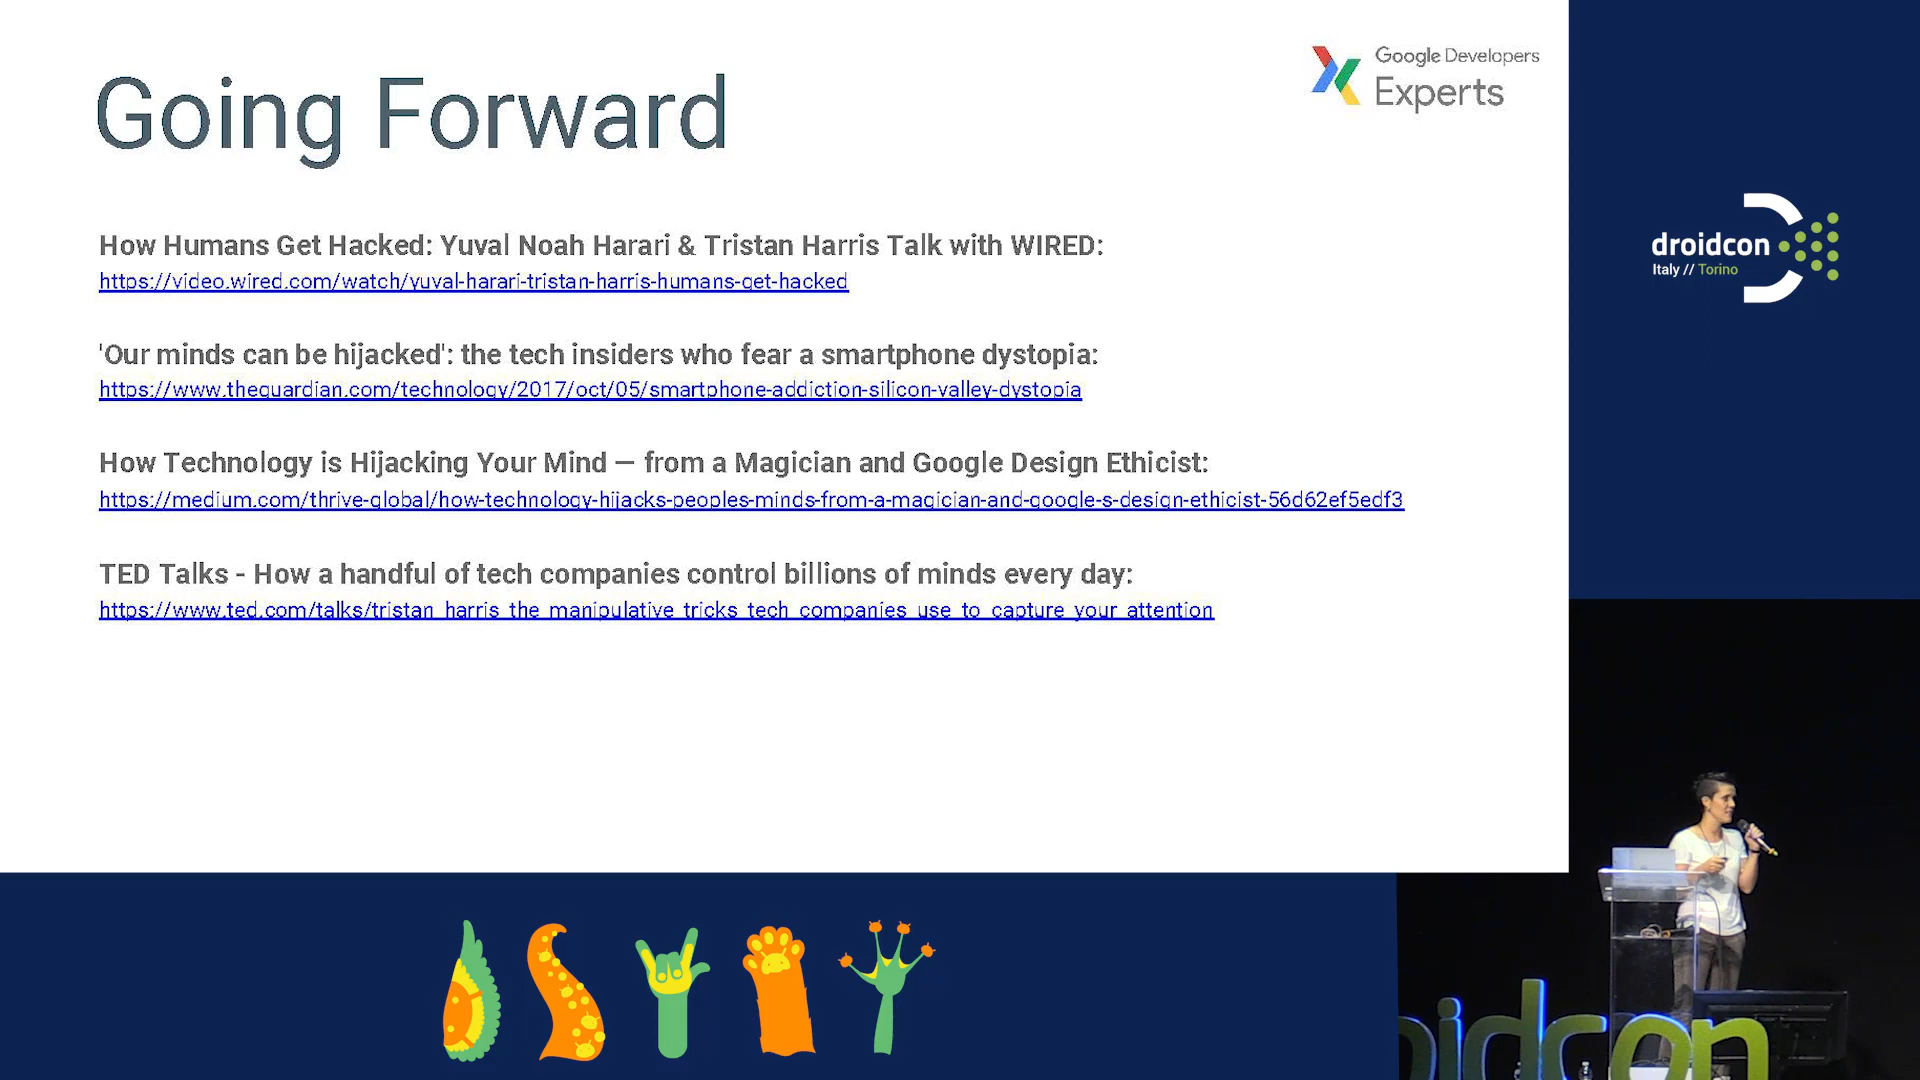 Going Forward
Google Developers
Experts
How Humans Get Hacked: Yuval Noah Harari & Tristan Harris Talk with WIRED:
https://video.wired.com/watch/yuval-harari-tristan-harris-humans-get-hacked
'Our minds can be hijacked': the tech insiders who fear a smartphone dystopia:
https://www.theguardian.com/technology/2017/oct/05/smartphone-addiction-silicon-valley-dystopia
How Technology is Hijacking Your Mind — from a Magician and Google Design Ethicist:
https://medium.com/thrive-global/how-technology-hijacks-peoples-minds-from-a-magician-and-google-s-design-ethicist-56d62ef5edf3
TED Talks - How a handful of tech companies control billions of minds every day:
https://www.ted.com/talks/tristan_harris_the_manipulative_tricks_tech_companies_use_to_capture_your_attention
droidcon
Italy // Torino
oidcon